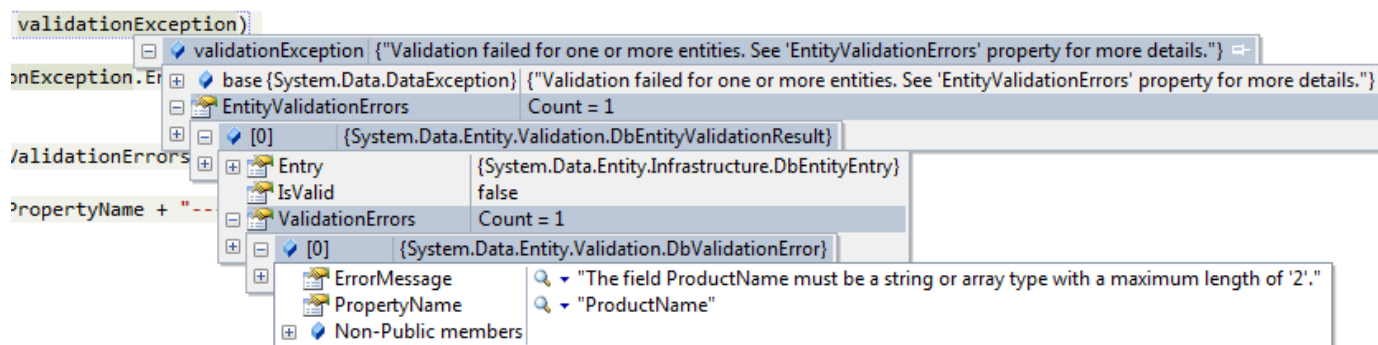 validationException)
validationException {"Validation failed for one or more entities. See 'EntityValidationErrors' property for more details."}
onException.Er base {System.Data.DataException} {"Validation failed for one or more entities. See 'EntityValidationErrors' property for more details."}
EntityValidationErrors Count = 1
[0] {System.Data.Entity.Validation.DbEntityValidationResult}
ValidationErrors Entry {System.Data.Entity.Infrastructure.DbEntityEntry}
IsValid false
PropertyName + "-- ValidationErrors Count = 1
[0] {System.Data.Entity.Validation.DbValidationError}
ErrorMessage "The field ProductName must be a string or array type with a maximum length of '2'."
PropertyName "ProductName"
Non-Public members